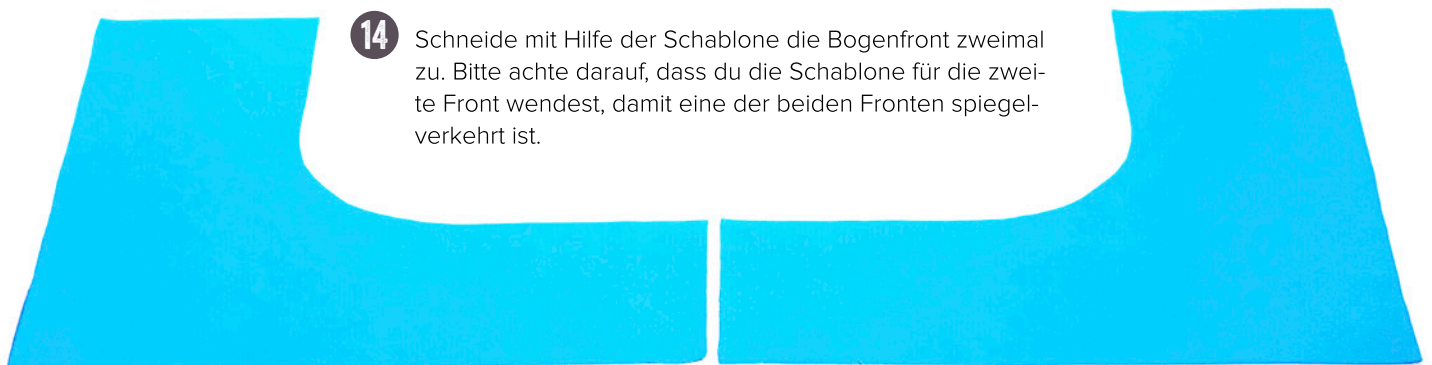 14 Schneide mit Hilfe der Schablone die Bogenfront zweimal
zu. Bitte achte darauf, dass du die Schablone für die zwei-
te Front wendest, damit eine der beiden Fronten spiegel-
verkehrt ist.